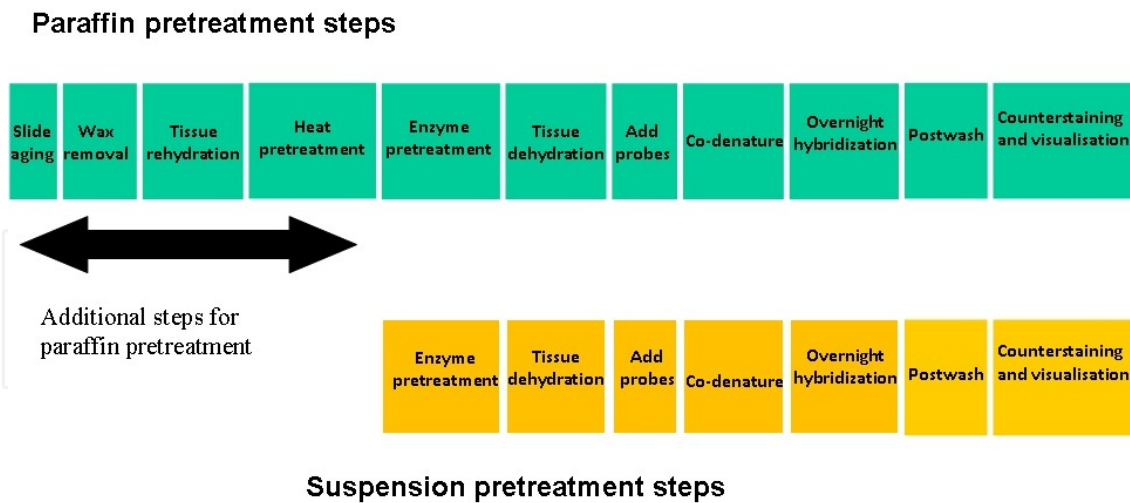 Paraffin pretreatment steps
Slide
aging
Wax
removal
Tissue
rehydration
Heat
pretreatment
Enzyme
pretreatment
Tissue
dehydration
Add
probes
Co-denature
Overnight
hybridization
Postwash
Counterstaining
and visualisation
Additional steps for
paraffin pretreatment
Enzyme
pretreatment
Tissue
dehydration
Add
probes
Co-denature
Overnight
hybridization
Postwash
Counterstaining
and visualisation
Suspension pretreatment steps